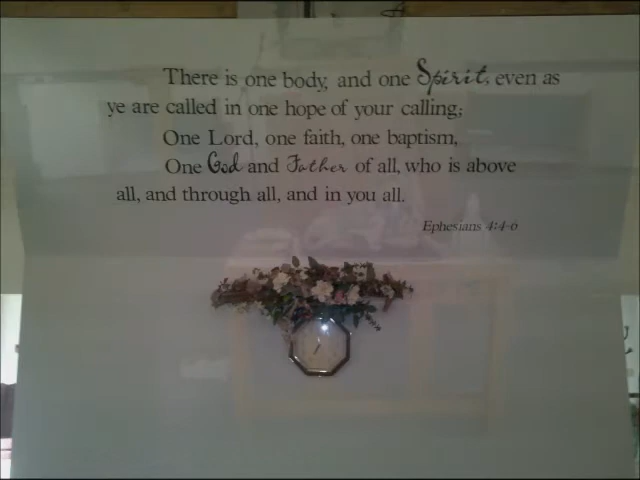 There is one body, and one Spirit, even as
ye are called in one hope of your calling;
One Lord, one faith, one baptism,
One God and Father of all, who is above
all, and through all, and in you all.
Ephesians 4:4-6